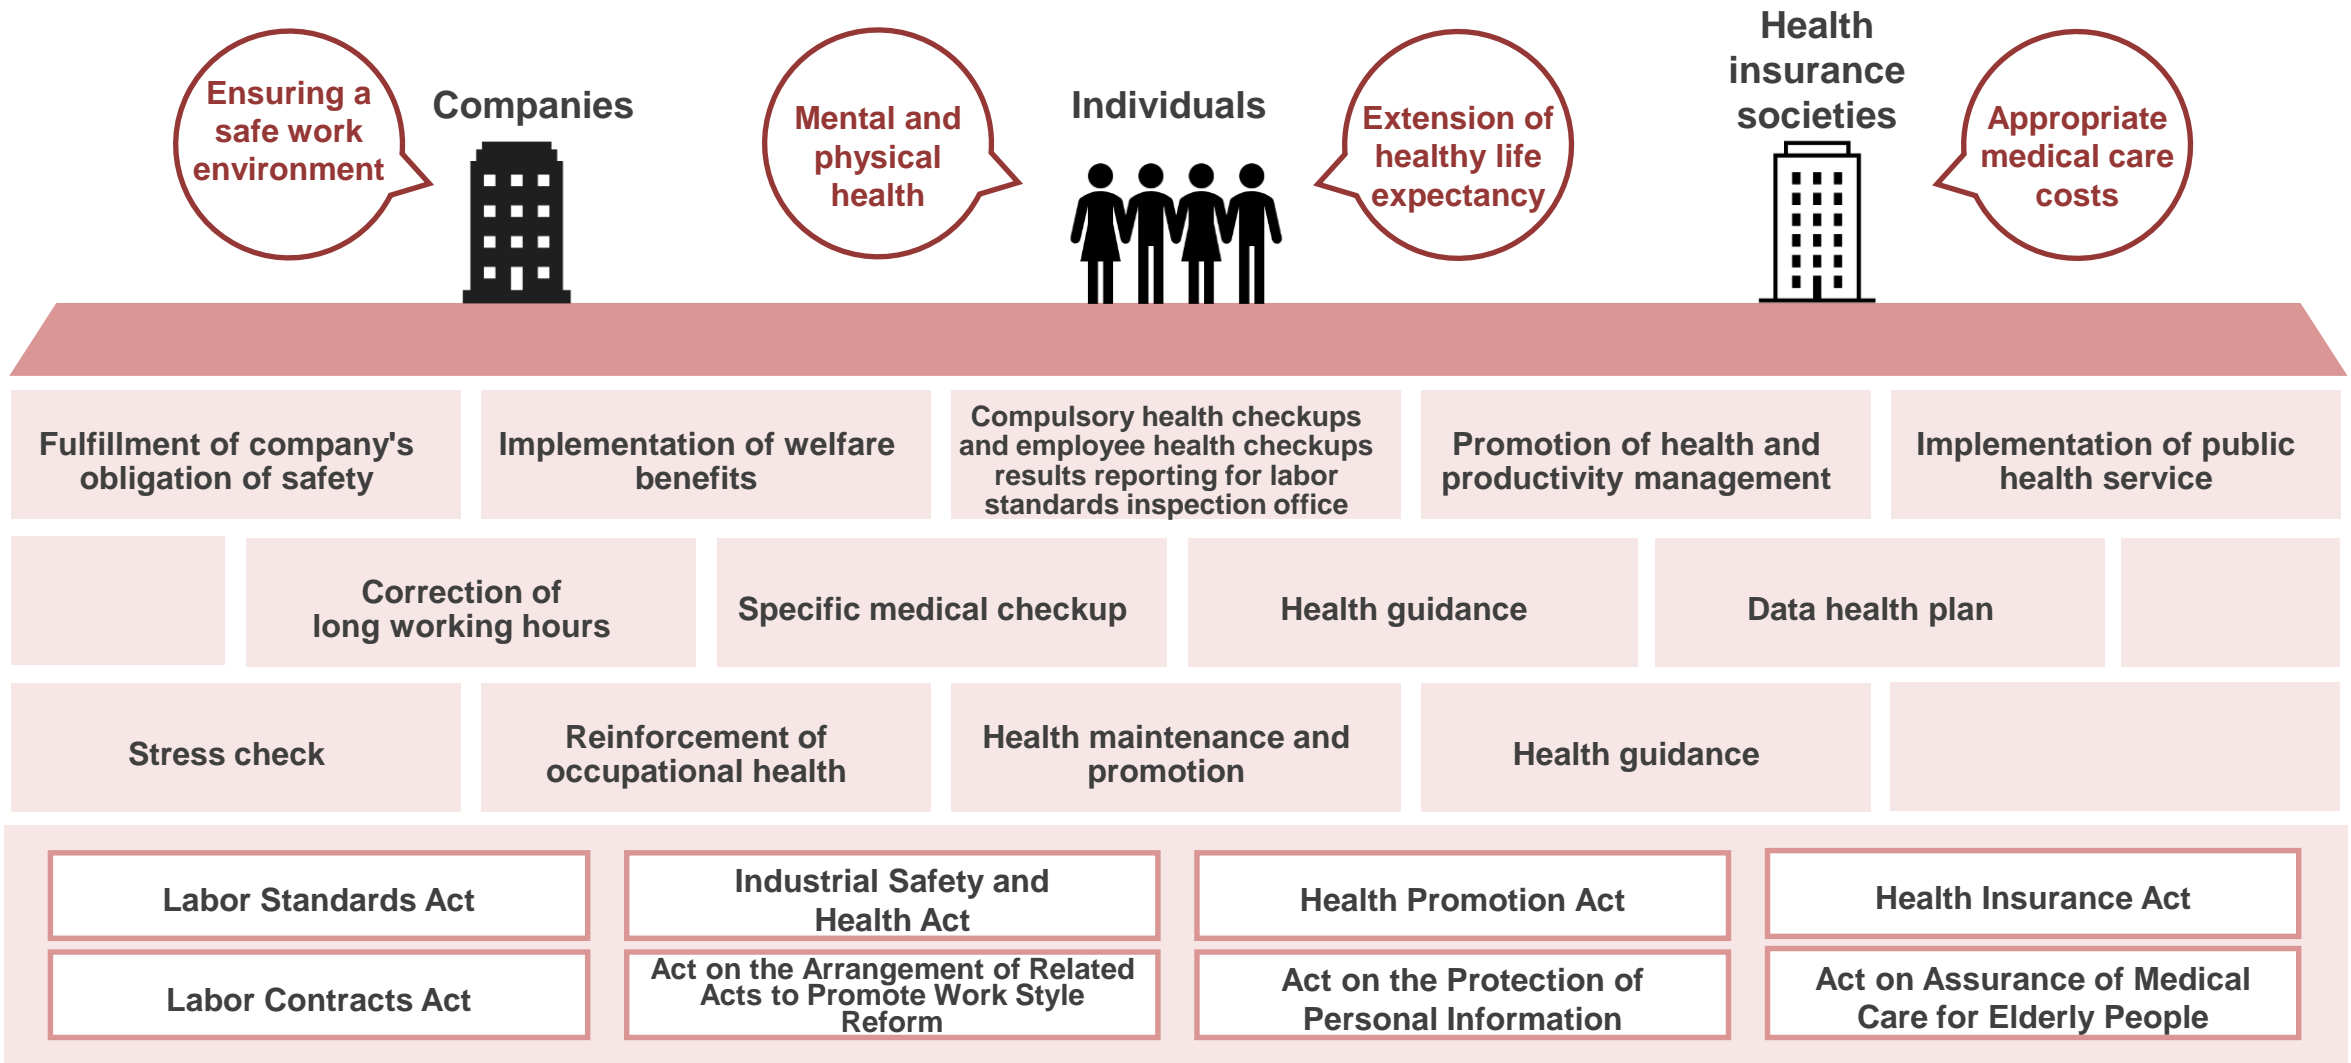 Ensuring a
safe work
environment
Companies
Mental and
physical
health
Individuals
Extension of
healthy life
expectancy
Health
insurance
societies
Appropriate
medical care
costs
Fulfillment of company's
obligation of safety
Implementation of welfare
benefits
Compulsory health checkups
and employee health checkups
results reporting for labor
standards inspection office
Promotion of health and
productivity management
Implementation of public
health service
Correction of
long working hours
Specific medical checkup
Health guidance
Data health plan
Stress check
Reinforcement of
occupational health
Health maintenance and
promotion
Health guidance
Labor Standards Act
Industrial Safety and
Health Act
Health Promotion Act
Health Insurance Act
Labor Contracts Act
Act on the Arrangement of Related
Acts to Promote Work Style
Reform
Act on the Protection of
Personal Information
Act on Assurance of Medical
Care for Elderly People